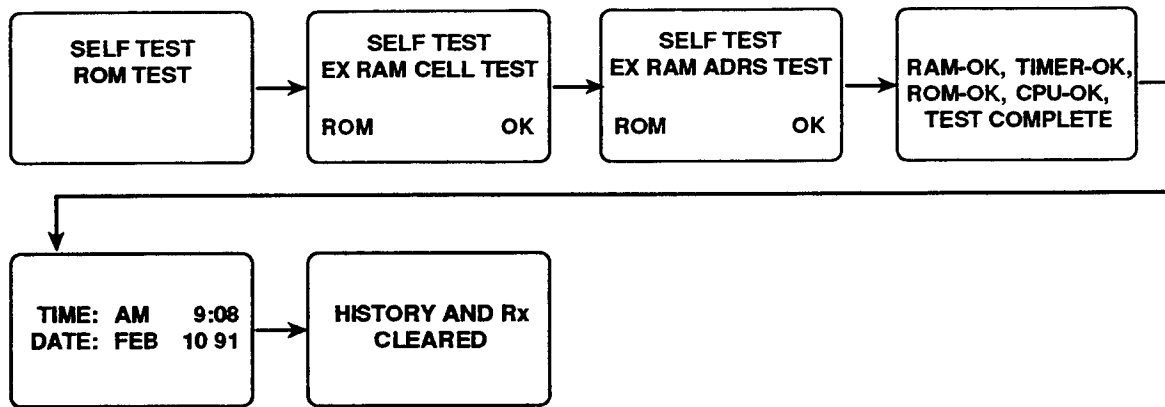 SELF TEST
ROM TEST
SELF TEST
EX RAM CELL TEST
ROM OK
SELF TEST
EX RAM ADRS TEST
ROM OK
RAM-OK, TIMER-OK,
ROM-OK, CPU-OK,
TEST COMPLETE
TIME: AM 9:08
DATE: FEB 10 91
HISTORY AND Rx
CLEARED